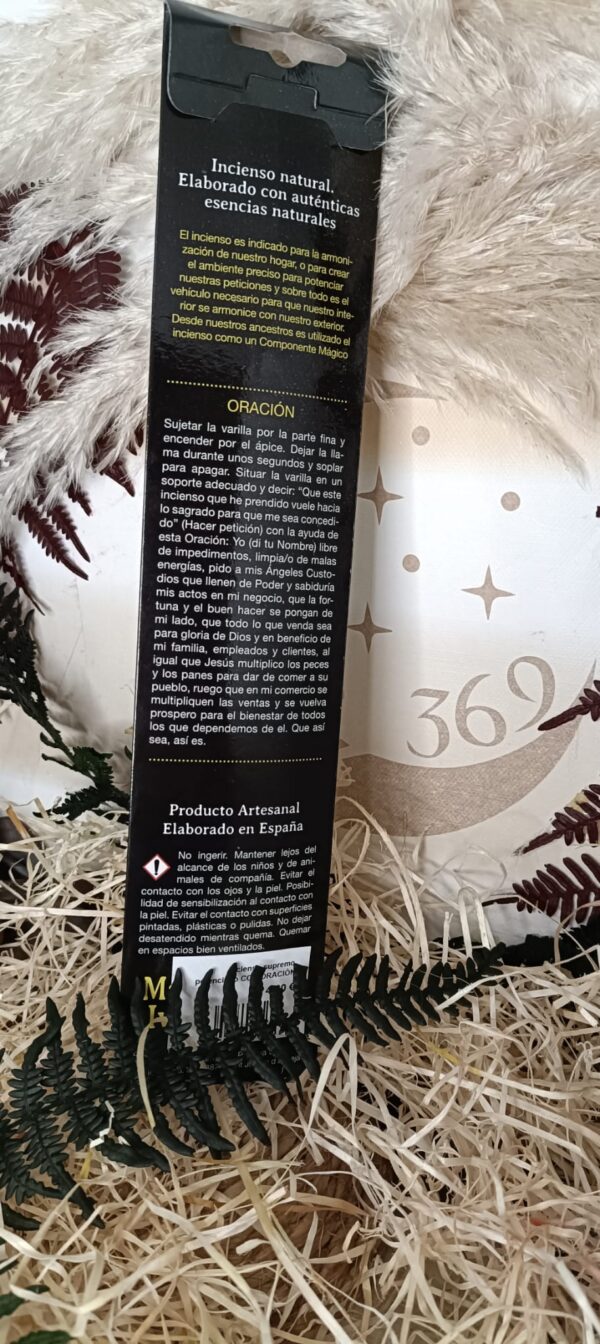 Incienso natural.
Elaborado con auténticas
esencias naturales
El incienso es indicado para la armoni-
zación de nuestro hogar, o para crear
el ambiente preciso para potenciar
nuestras peticiones y sobre todo es el
vehículo necesario para que nuestro inte-
rior se armonice con nuestro exterior.
Desde nuestros ancestros es utilizado el
incienso como un Componente Mágico
ORACIÓN
Sujetar la varilla por la parte fina y
encender por el ápice. Dejar la lla-
ma durante unos segundos y soplar
para apagar. Situar la varilla en un
soporte adecuado y decir: “Que este
incienso que he prendido vuele hacia
lo sagrado para que me sea concedi-
do” (Hacer petición) con la ayuda de
esta Oración: Yo (di tu Nombre) libre
de impedimentos, limpia/o de malas
energías, pido a mis Ángeles Custo-
dios que llenen de Poder y sabiduría
mis actos en mi negocio, que la for-
tuna y el buen hacer se pongan de
mi lado, que todo lo que venda sea
para gloria de Dios y en beneficio de
mi familia, empleados y clientes, al
igual que Jesús multiplico los peces
y los panes para dar de comer a su
pueblo, ruego que en mi comercio se
multipliquen las ventas y se vuelva
prospero para el bienestar de todos
los que dependemos de el. Que así
sea, así es.
369
Producto Artesanal
Elaborado en España
No ingerir. Mantener lejos del
alcance de los niños y de ani-
males de compañía. Evitar el
contacto con los ojos y la piel. Posibi-
lidad de sensibilización al contacto con
la piel. Evitar el contacto con superficies
pintadas, plásticas o pulidas. No dejar
desatendido mientras quema. Quemar
en espacios bien ventilados.
supremo